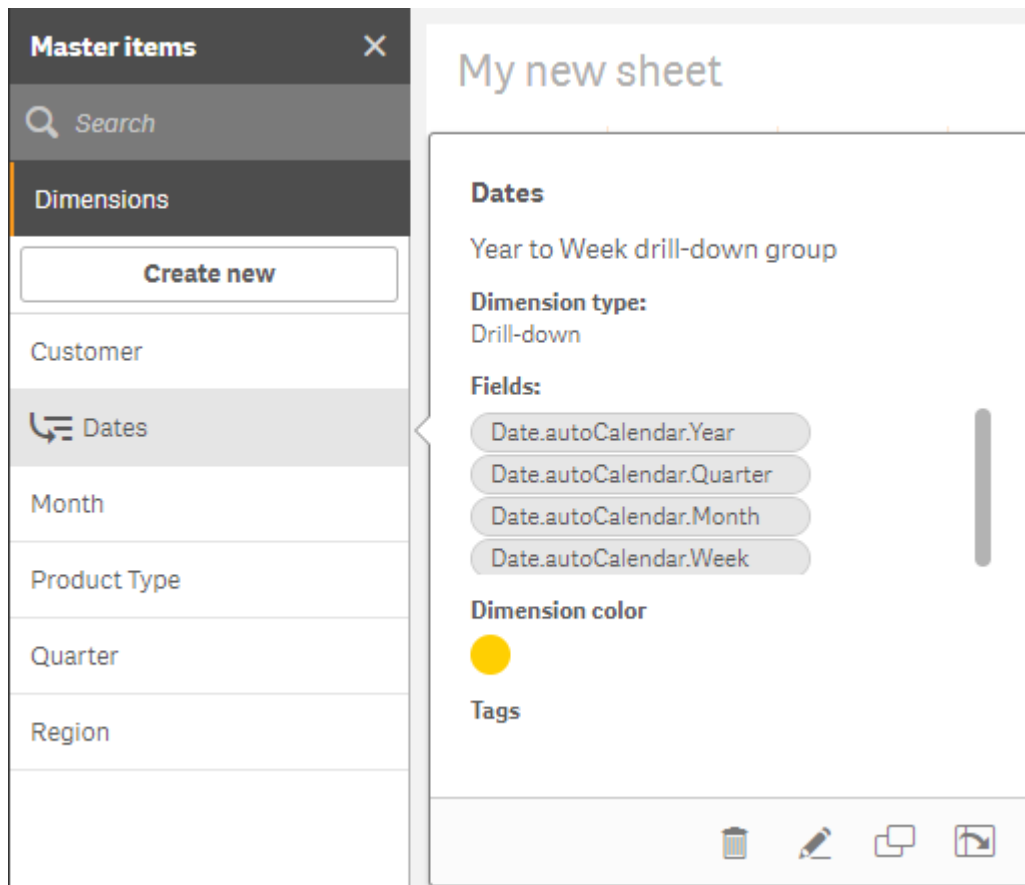 Master items
Search
Dimensions
Create new
Customer
Dates
Month
Product Type
Quarter
Region
My new sheet
Dates
Year to Week drill-down group
Dimension type:
Drill-down
Fields:
Date.autoCalendar.Year
Date.autoCalendar.Quarter
Date.autoCalendar.Month
Date.autoCalendar.Week
Dimension color
Tags